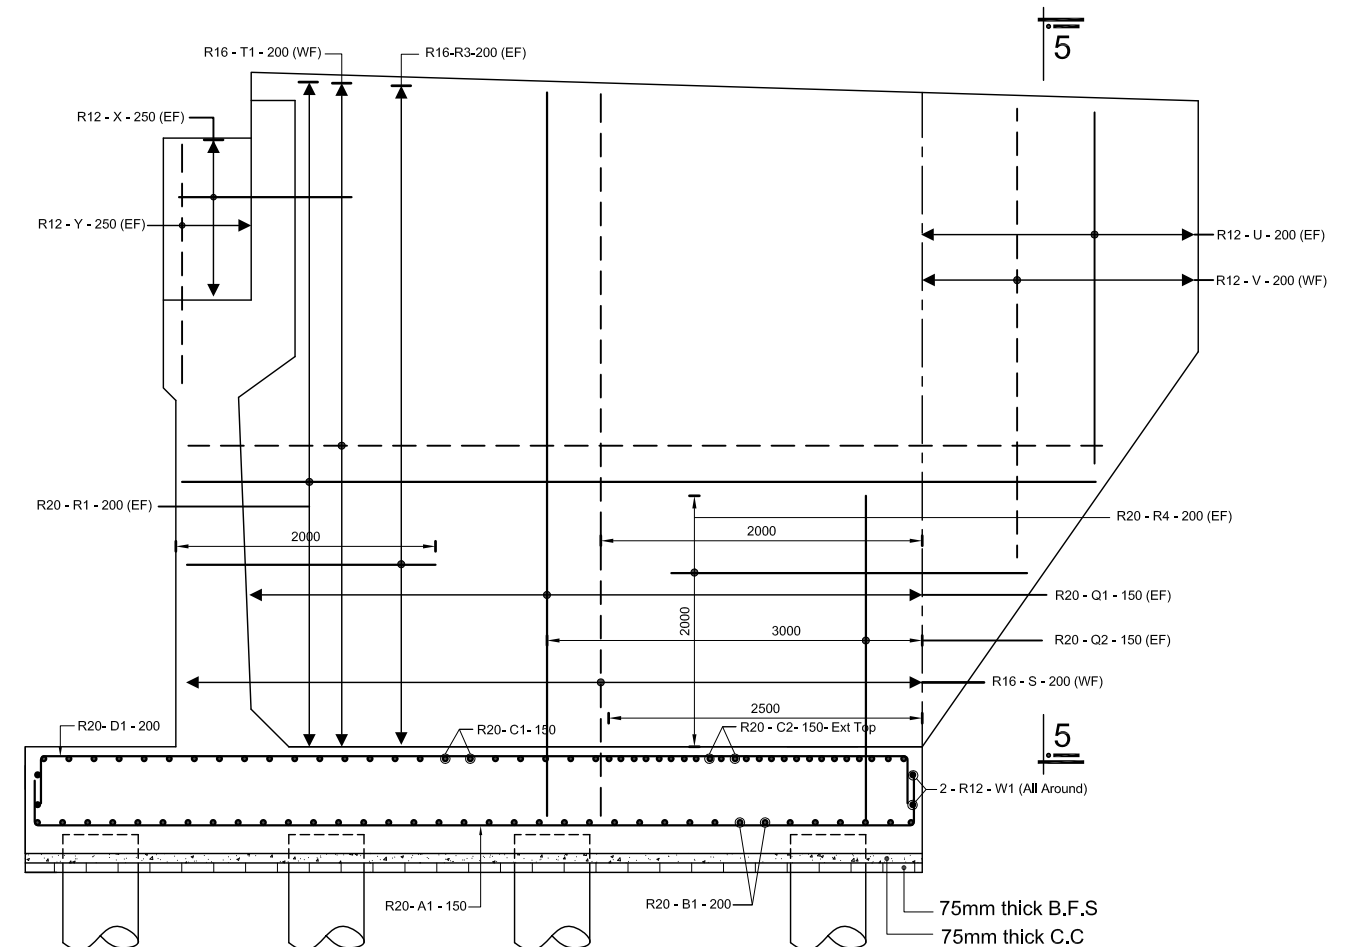 5
R16 - T1 - 200 (WF)
R16-R3-200 (EF)
R12 - X - 250 (EF)
R12 - Y - 250 (EF)
R12 - U - 200 (EF)
R12 - V - 200 (WF)
R20 - R1 - 200 (EF)
R20 - R4 - 200 (EF)
2000
2000
R20 - Q1 - 150 (EF)
2000
3000
R20 - Q2 - 150 (EF)
R16 - S - 200 (WF)
2500
R20- D1 - 200
R20- C1- 150
R20 - C2- 150- Ext Top
5
2 - R12 - W1 (All Around)
R20- A1 - 150
R20 - B1 - 200
75mm thick B.F.S
75mm thick C.C